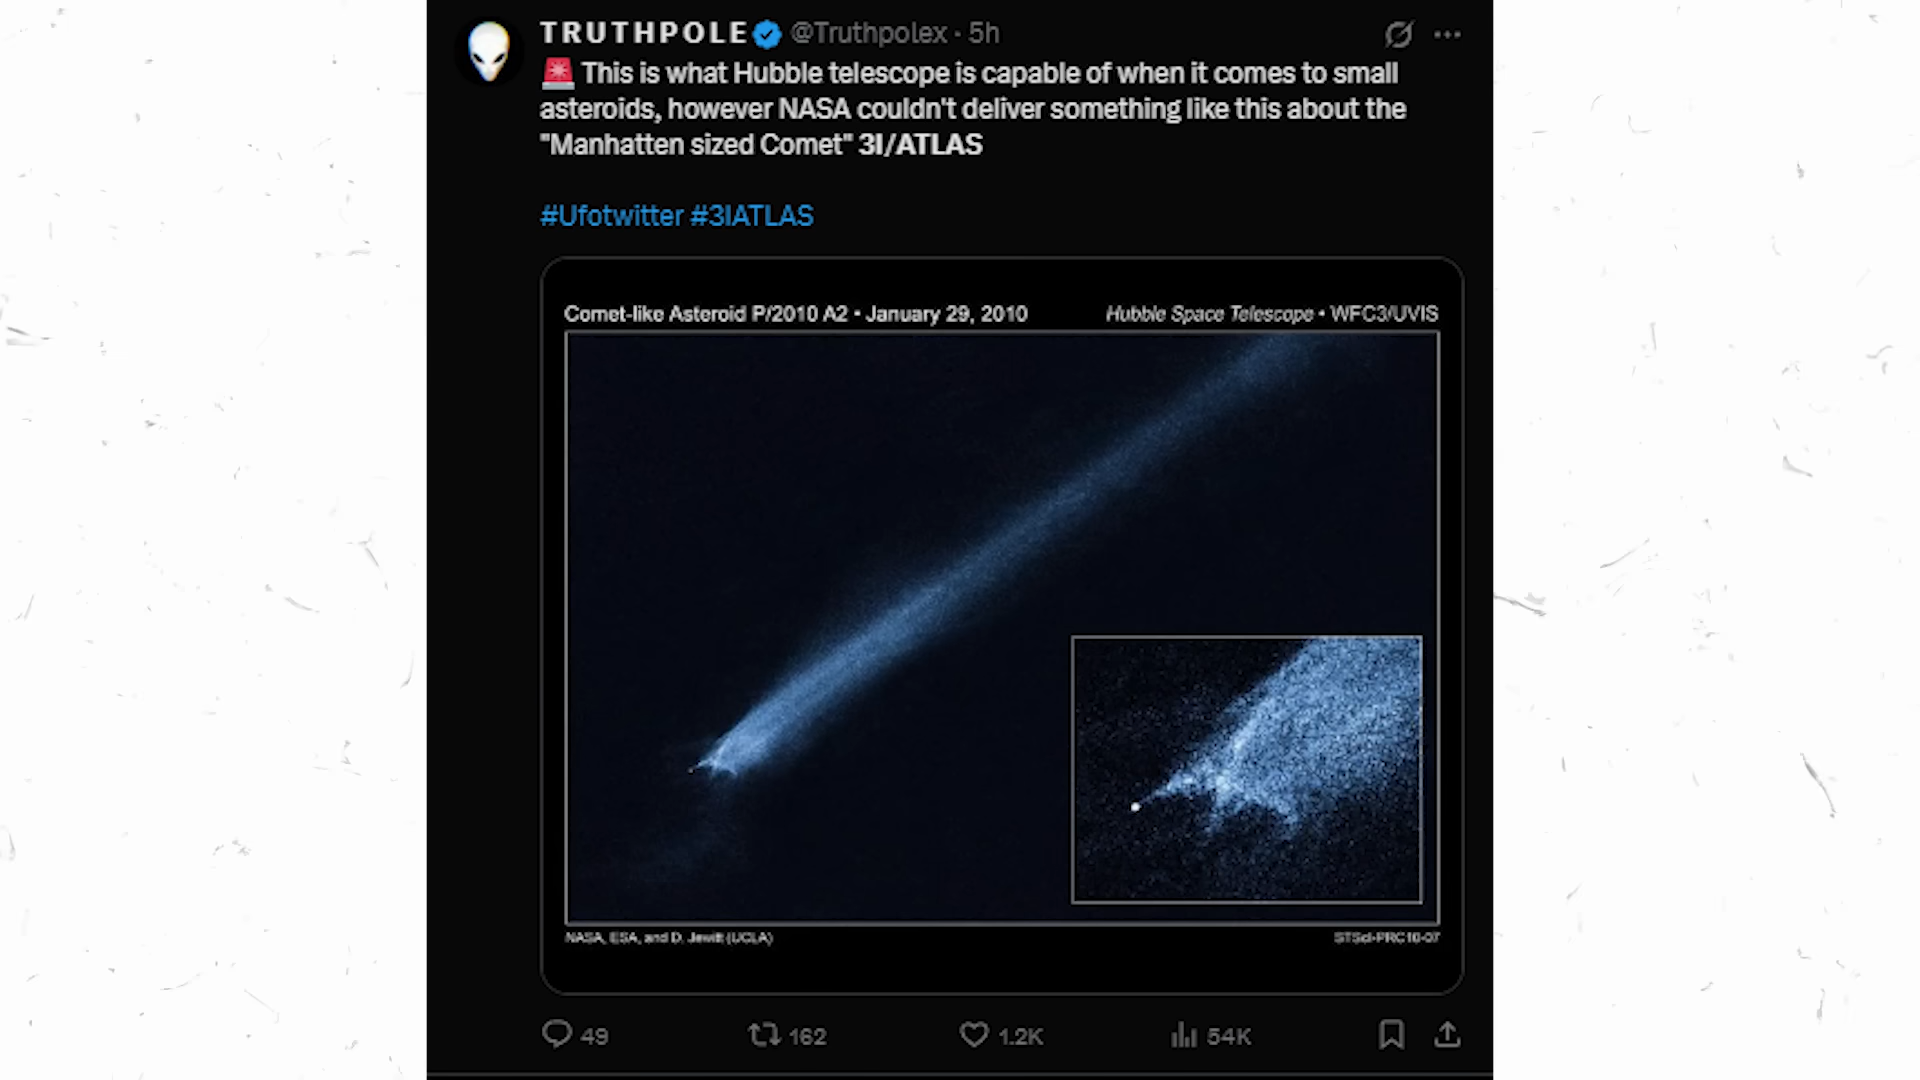 TRUTHPOLE @Truthpolex · 5h
🚨 This is what Hubble telescope is capable of when it comes to small
asteroids, however NASA couldn't deliver something like this about the
"Manhatten sized Comet" 3I/ATLAS
#Ufotwitter #3IATLAS
Comet-like Asteroid P/2010 A2 • January 29, 2010
Hubble Space Telescope • WFC3/UVIS
NASA, ESA, and D. Jewitt (UCLA)
STScI-PRC10-07
49 162 1.2K 54K